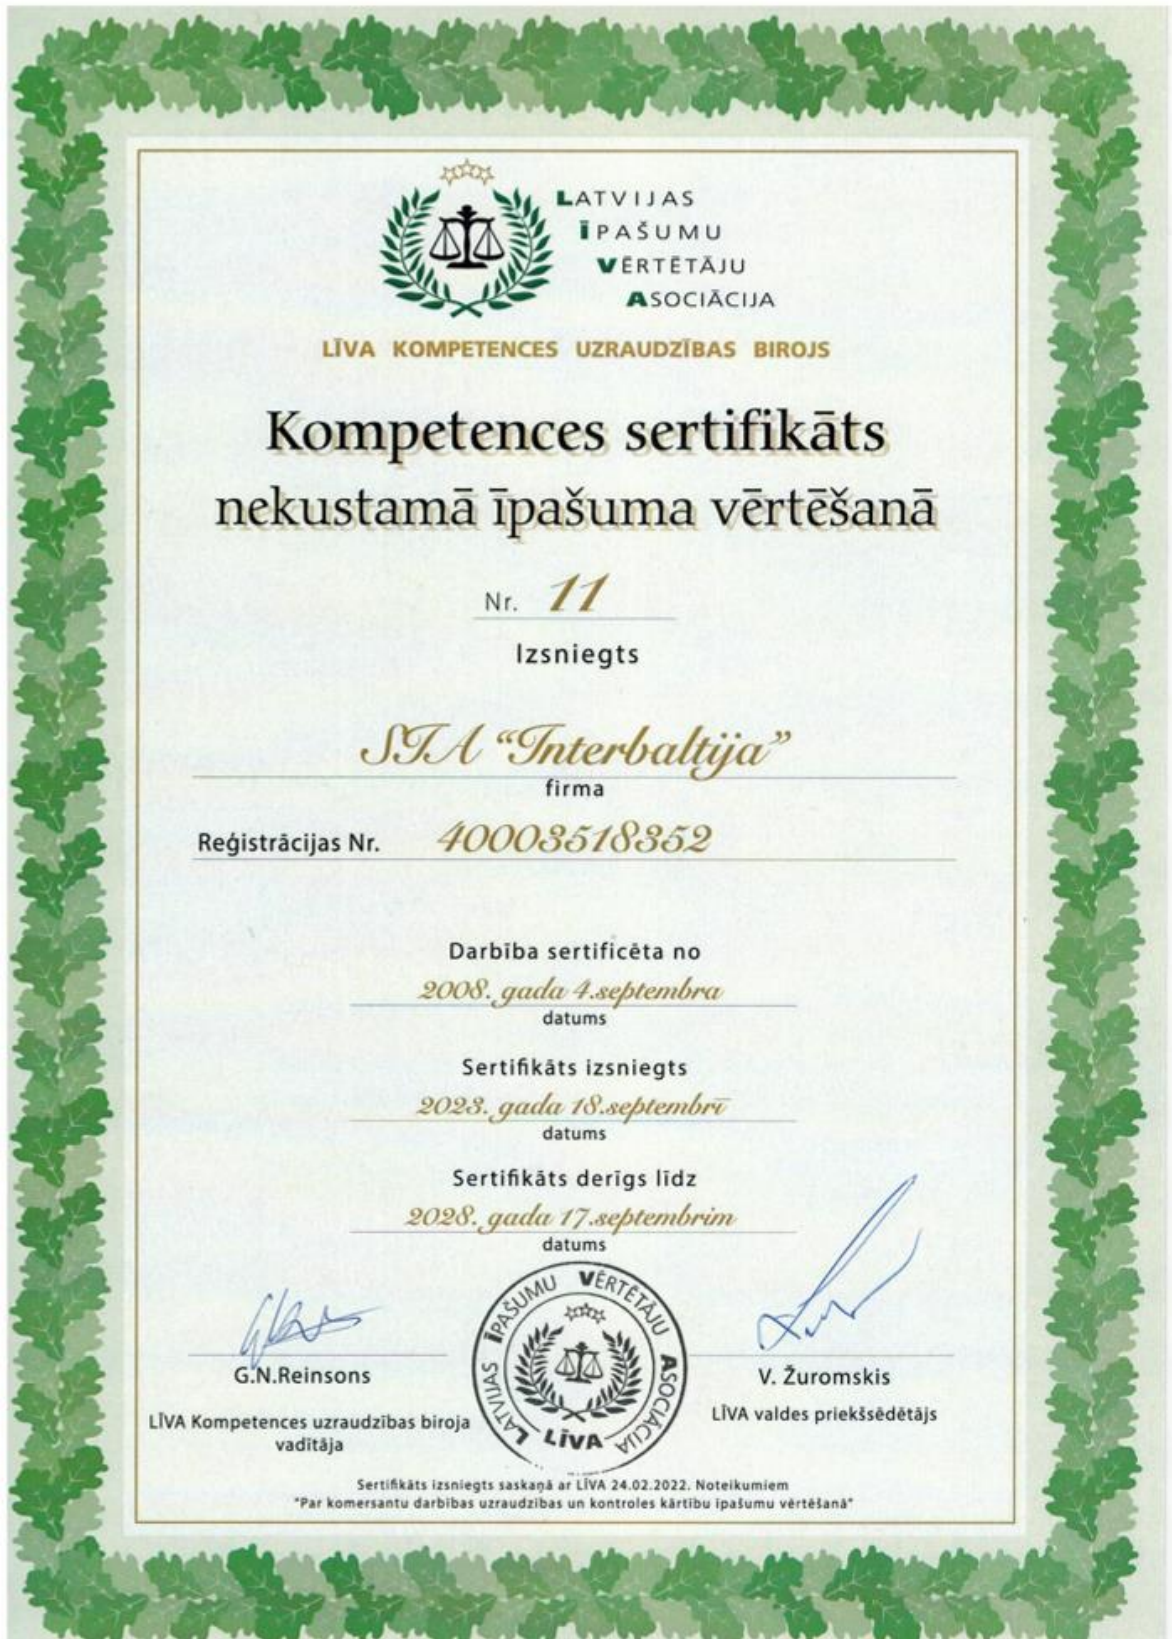 LATVIJAS
ĪPAŠUMU
VĒRTĒTĀJU
ASOCIĀCIJA
LĪVA KOMPETENCES UZRAUDZĪBAS BIROJS
Kompetences sertifikāts
nekustamā īpašuma vērtēšanā
Nr. 11
Izsniegts
SIA “Interbaltija”
firma
Reģistrācijas Nr. 40003518352
Darbība sertificēta no
2008. gada 4.septembra
datums
Sertifikāts izsniegts
2023. gada 18.septembrī
datums
Sertifikāts derīgs līdz
2028. gada 17.septembrim
datums
LATVIJAS ĪPAŠUMU VĒRTĒTĀJU ASOCIĀCIJA
LĪVA
G.N.Reinsons
LĪVA Kompetences uzraudzības biroja
vadītāja
V. Žuromskis
LĪVA valdes priekšsēdētājs
Sertifikāts izsniegts saskaņā ar LĪVA 24.02.2022. Noteikumiem
"Par komersantu darbības uzraudzības un kontroles kārtību īpašumu vērtēšanā"